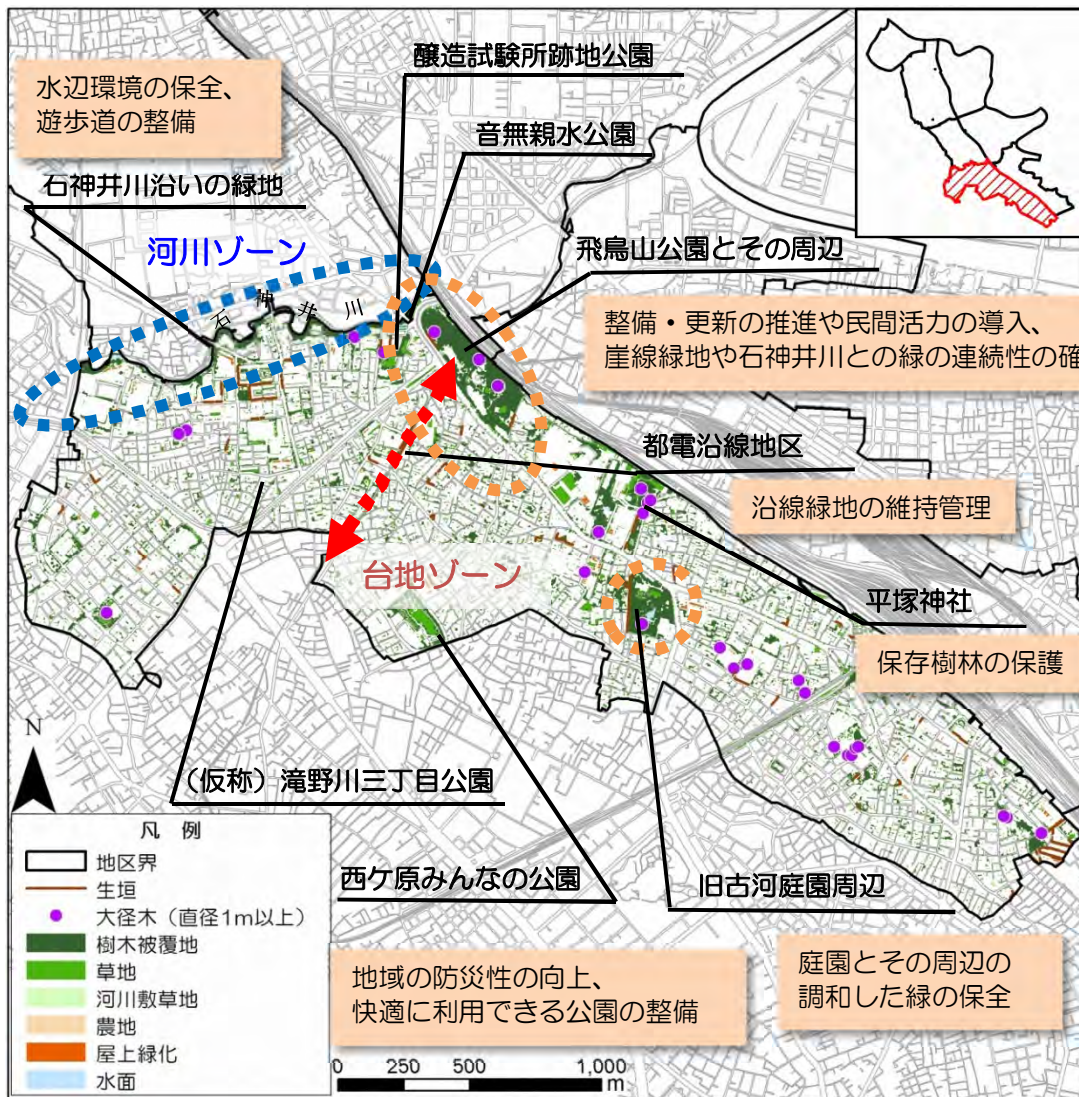 醸造試験所跡地公園
水辺環境の保全、
遊歩道の整備
音無親水公園
石神井川沿いの緑地
河川ゾーン
飛鳥山公園とその周辺
石神井川
整備・更新の推進や民間活力の導入、
崖線緑地や石神井川との緑の連続性の確
都電沿線地区
沿線緑地の維持管理
台地ゾーン
平塚神社
保存樹林の保護
N
（仮称）滝野川三丁目公園
西ケ原みんなの公園
旧古河庭園周辺
凡 例
地区界
生垣
大径木（直径1m以上）
樹木被覆地
草地
河川敷草地
農地
屋上緑化
水面
地域の防災性の向上、
快適に利用できる公園の整備
庭園とその周辺の
調和した緑の保全
0 250 500 1,000
m